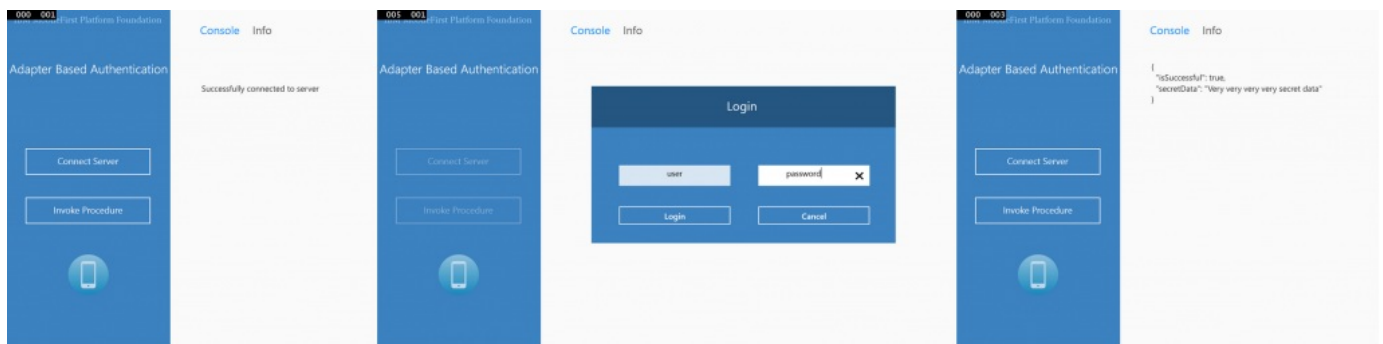 000 001
First Platform Foundation
Console Info
Adapter Based Authentication
Successfully connected to server
Connect Server
Invoke Procedure
005 001
First Platform Foundation
Console Info
Adapter Based Authentication
Login
Connect Server
user password
Invoke Procedure
Login Cancel
000 003
First Platform Foundation
Console Info
Adapter Based Authentication
{
"isSuccessful": true,
"secretData": "Very very very very secret data"
}
Connect Server
Invoke Procedure